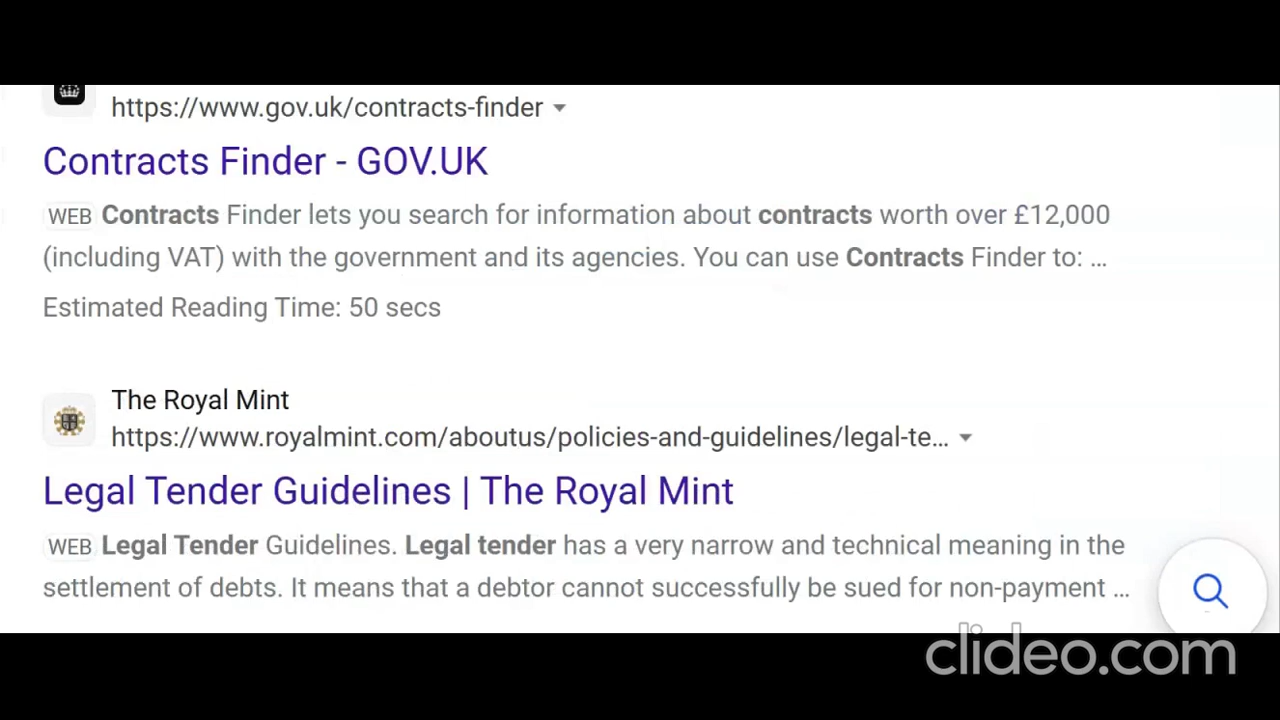 https://www.gov.uk/contracts-finder
Contracts Finder - GOV.UK
WEB Contracts Finder lets you search for information about contracts worth over £12,000
(including VAT) with the government and its agencies. You can use Contracts Finder to: ...
Estimated Reading Time: 50 secs
The Royal Mint
https://www.royalmint.com/aboutus/policies-and-guidelines/legal-te...
Legal Tender Guidelines | The Royal Mint
WEB Legal Tender Guidelines. Legal tender has a very narrow and technical meaning in the
settlement of debts. It means that a debtor cannot successfully be sued for non-payment ...
clideo.com